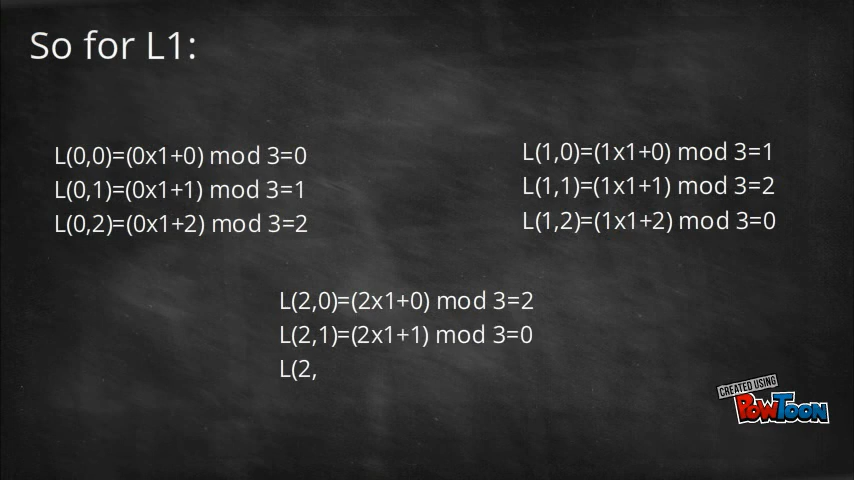 So for L1:
L(0,0)=(0x1+0) mod 3=0
L(0,1)=(0x1+1) mod 3=1
L(0,2)=(0x1+2) mod 3=2
L(1,0)=(1x1+0) mod 3=1
L(1,1)=(1x1+1) mod 3=2
L(1,2)=(1x1+2) mod 3=0
L(2,0)=(2x1+0) mod 3=2
L(2,1)=(2x1+1) mod 3=0
L(2,
CREATED USING
POWTOON